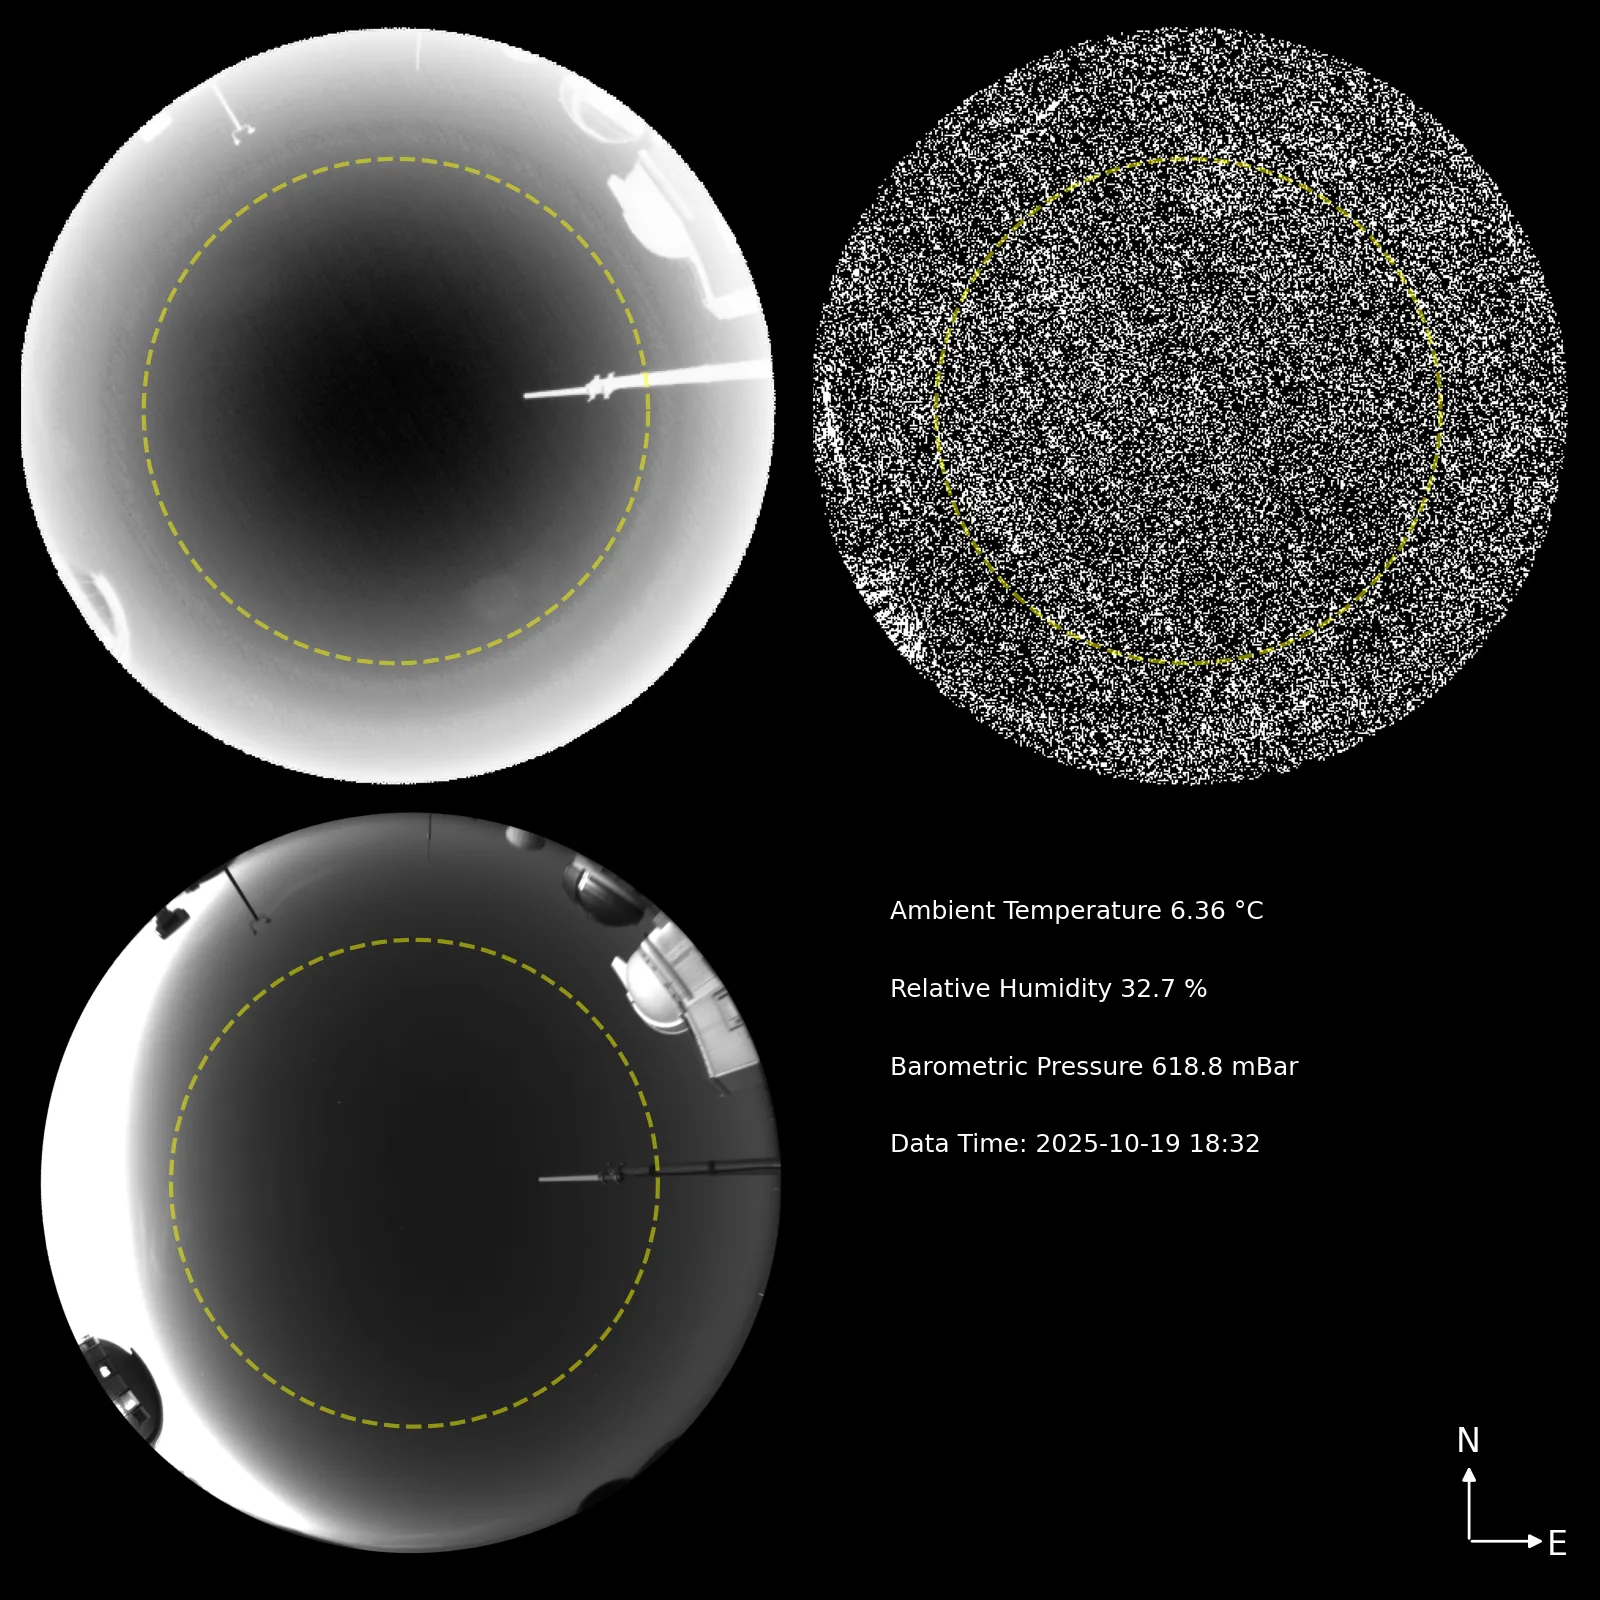 Ambient Temperature 6.36 °C
Relative Humidity 32.7 %
Barometric Pressure 618.8 mBar
Data Time: 2025-10-19 18:32
N
E